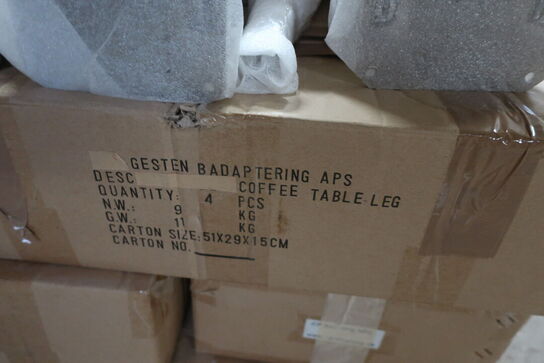 GESTEN BADAPTERING APS
DESC COFFEE TABLE LEG
QUANTITY: 4 PCS
N.W.: 9 KG
G.W.: 11 KG
CARTON SIZE:51X29X15CM
CARTON NO.